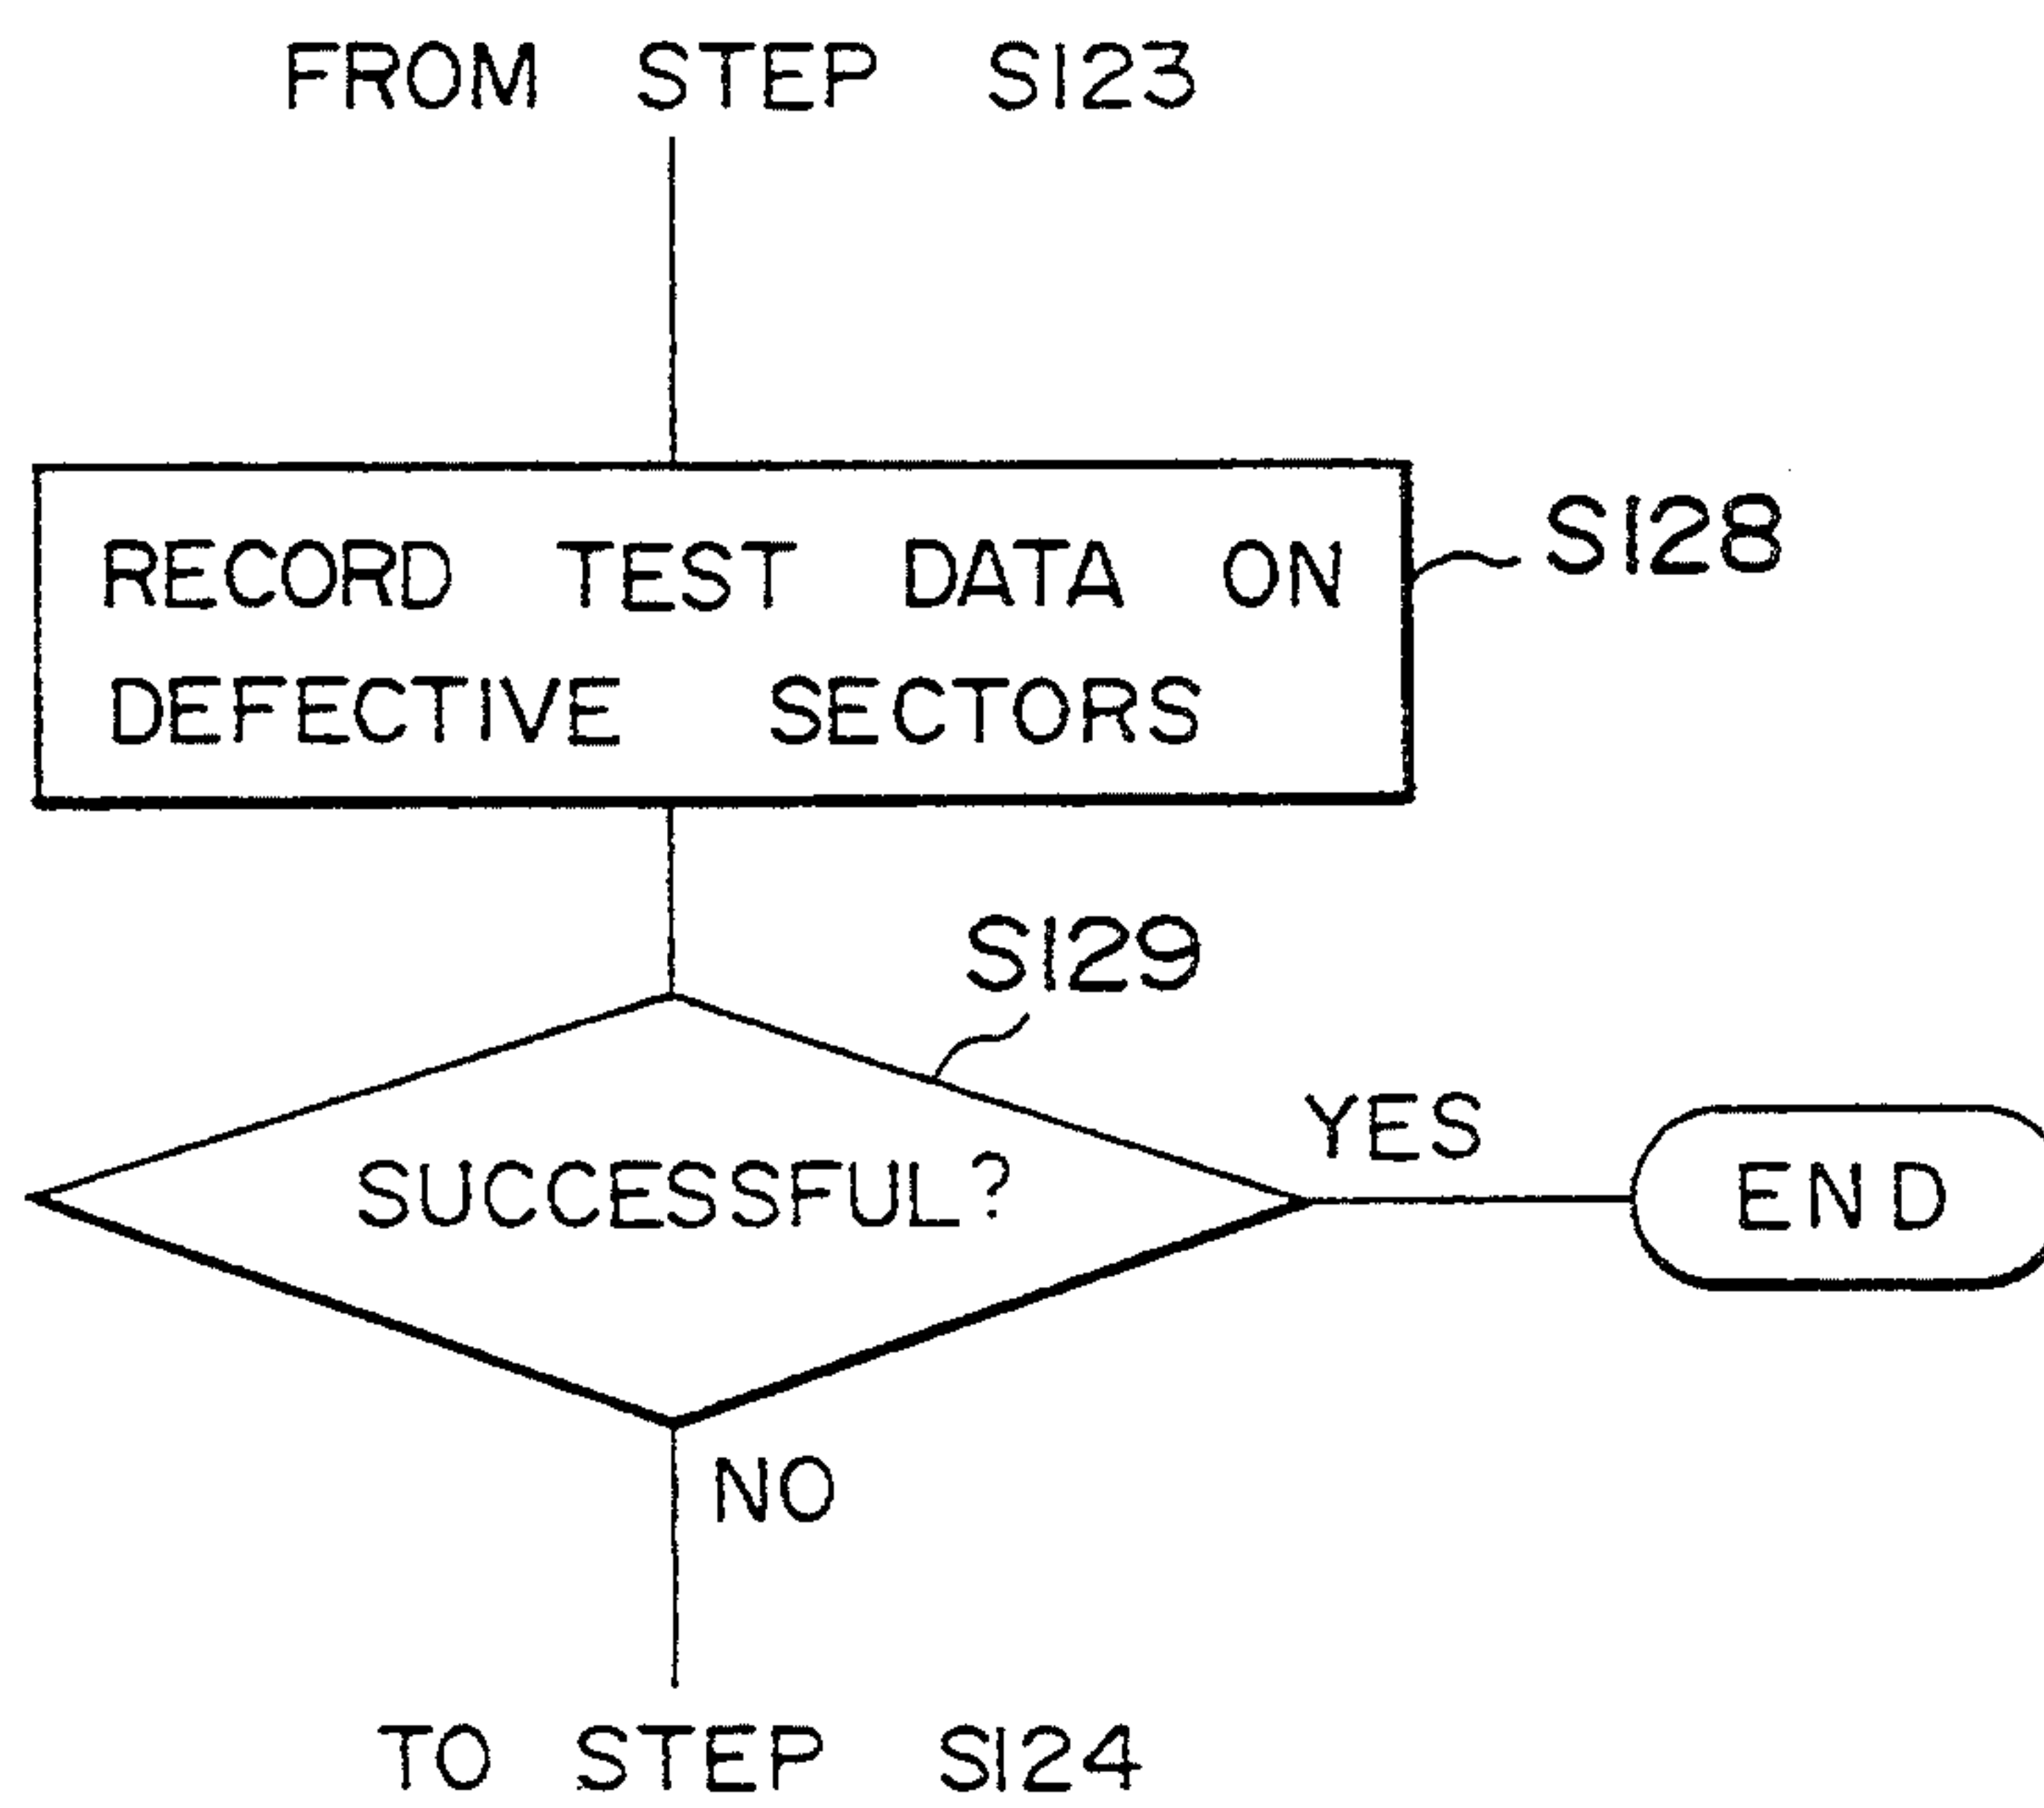 FROM STEP S123
RECORD TEST DATA ON
DEFECTIVE SECTORS
S128
S129
SUCCESSFUL?
YES
END
NO
TO STEP S124